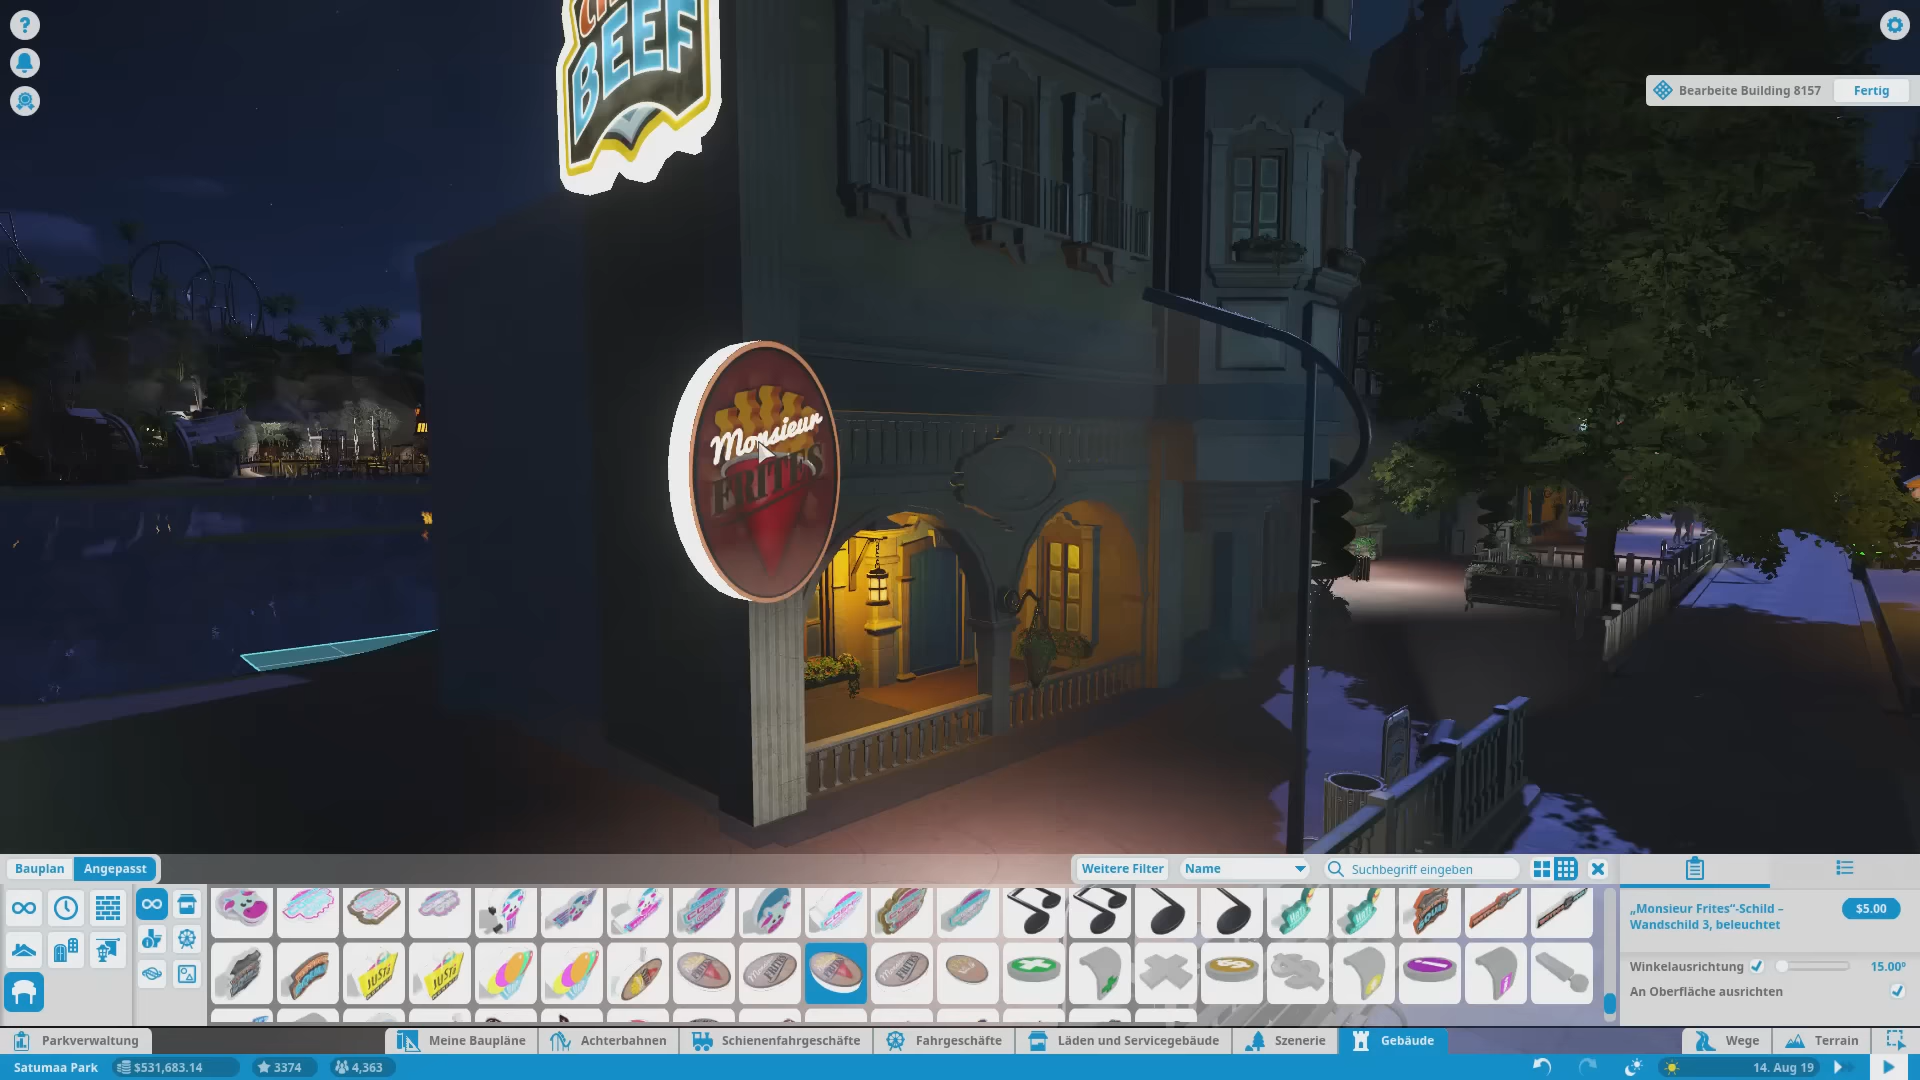 BEEF
Bearbeite Building 8157
Fertig
Monsieur
FRITES
Bauplan
Angepasst
Weitere Filter
Name
Suchbegriff eingeben
„Monsieur Frites“-Schild –
Wandschild 3, beleuchtet
$5.00
Winkelausrichtung
15.00°
An Oberfläche ausrichten
Parkverwaltung
Meine Baupläne
Achterbahnen
Schienenfahrgeschäfte
Fahrgeschäfte
Läden und Servicegebäude
Szenerie
Gebäude
Wege
Terrain
Satumaa Park
$531,683.14
3374
4,363
14. Aug 19